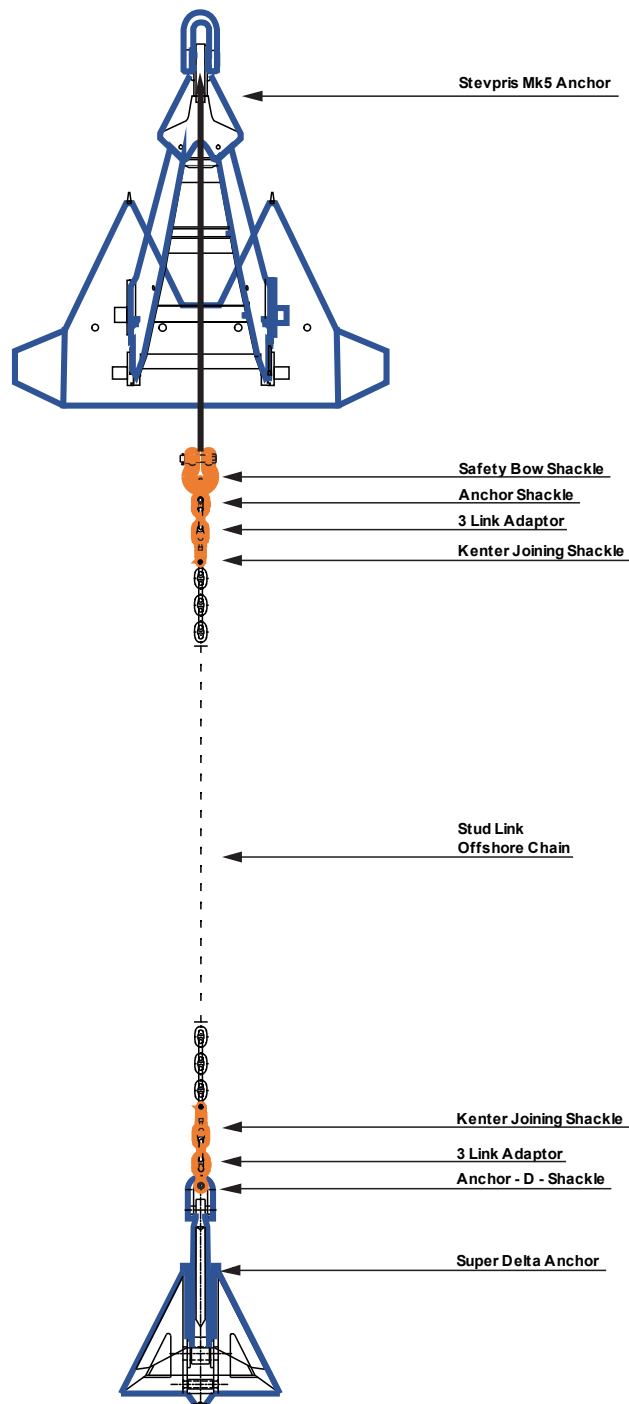 Stevpris Mk5 Anchor
Safety Bow Shackle
Anchor Shackle
3 Link Adaptor
Kenter Joining Shackle
Stud Link
Offshore Chain
Kenter Joining Shackle
3 Link Adaptor
Anchor - D - Shackle
Super Delta Anchor